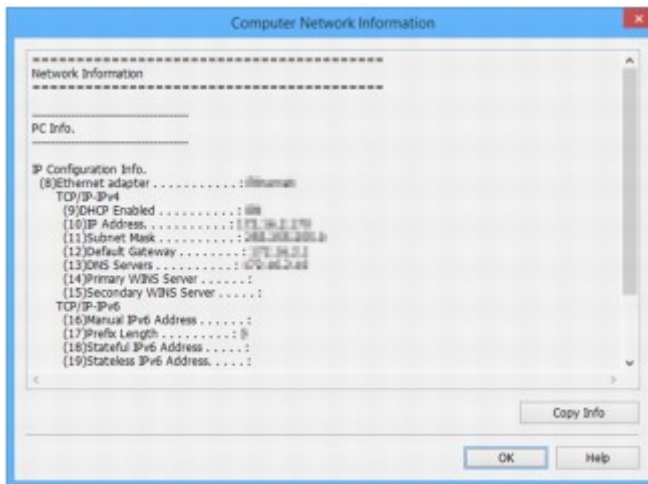 Computer Network Information
=============================================
Network Information
=============================================
--------------------
PC Info.
--------------------
IP Configuration Info.
(8)Ethernet adapter . . . . . . . . . . . :
TCP/IP-IPv4
(9)DHCP Enabled . . . . . . . . . . :
(10)IP Address. . . . . . . . . . . . :
(11)Subnet Mask. . . . . . . . . . . :
(12)Default Gateway . . . . . . . . :
(13)DNS Servers . . . . . . . . . . . :
(14)Primary WINS Server . . . . . . :
(15)Secondary WINS Server . . . . . :
TCP/IP-IPv6
(16)Manual IPv6 Address . . . . . . :
(17)Prefix Length . . . . . . . . . :
(18)Stateful IPv6 Address . . . . . :
(19)Stateless IPv6 Address. . . . . :
Copy Info
OK
Help